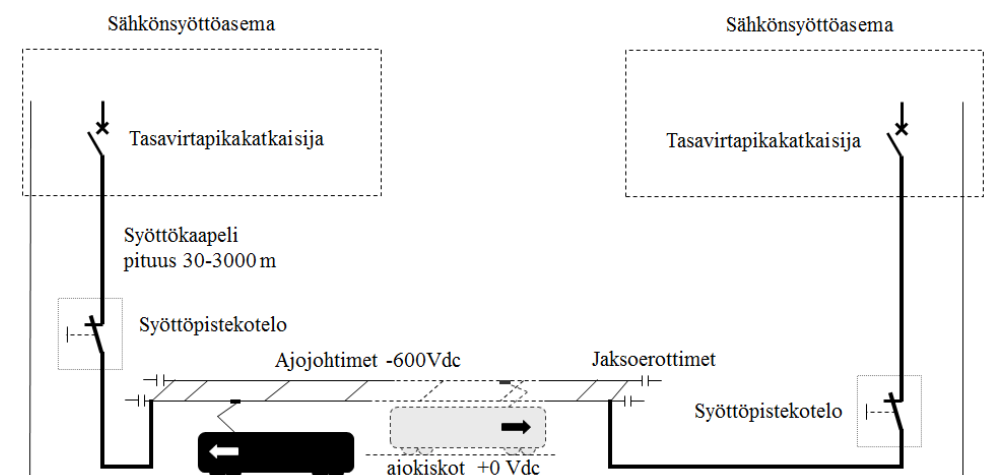 Sähkönsyöttöasema
Sähkönsyöttöasema
Tasavirtapikakatkaisija
Tasavirtapikakatkaisija
Syöttökaapeli
pituus 30-3000 m
Syöttöpistekotelo
Ajojohtimet -600Vdc
Jaksoerottimet
Syöttöpistekotelo
ajokiskot +0 Vdc